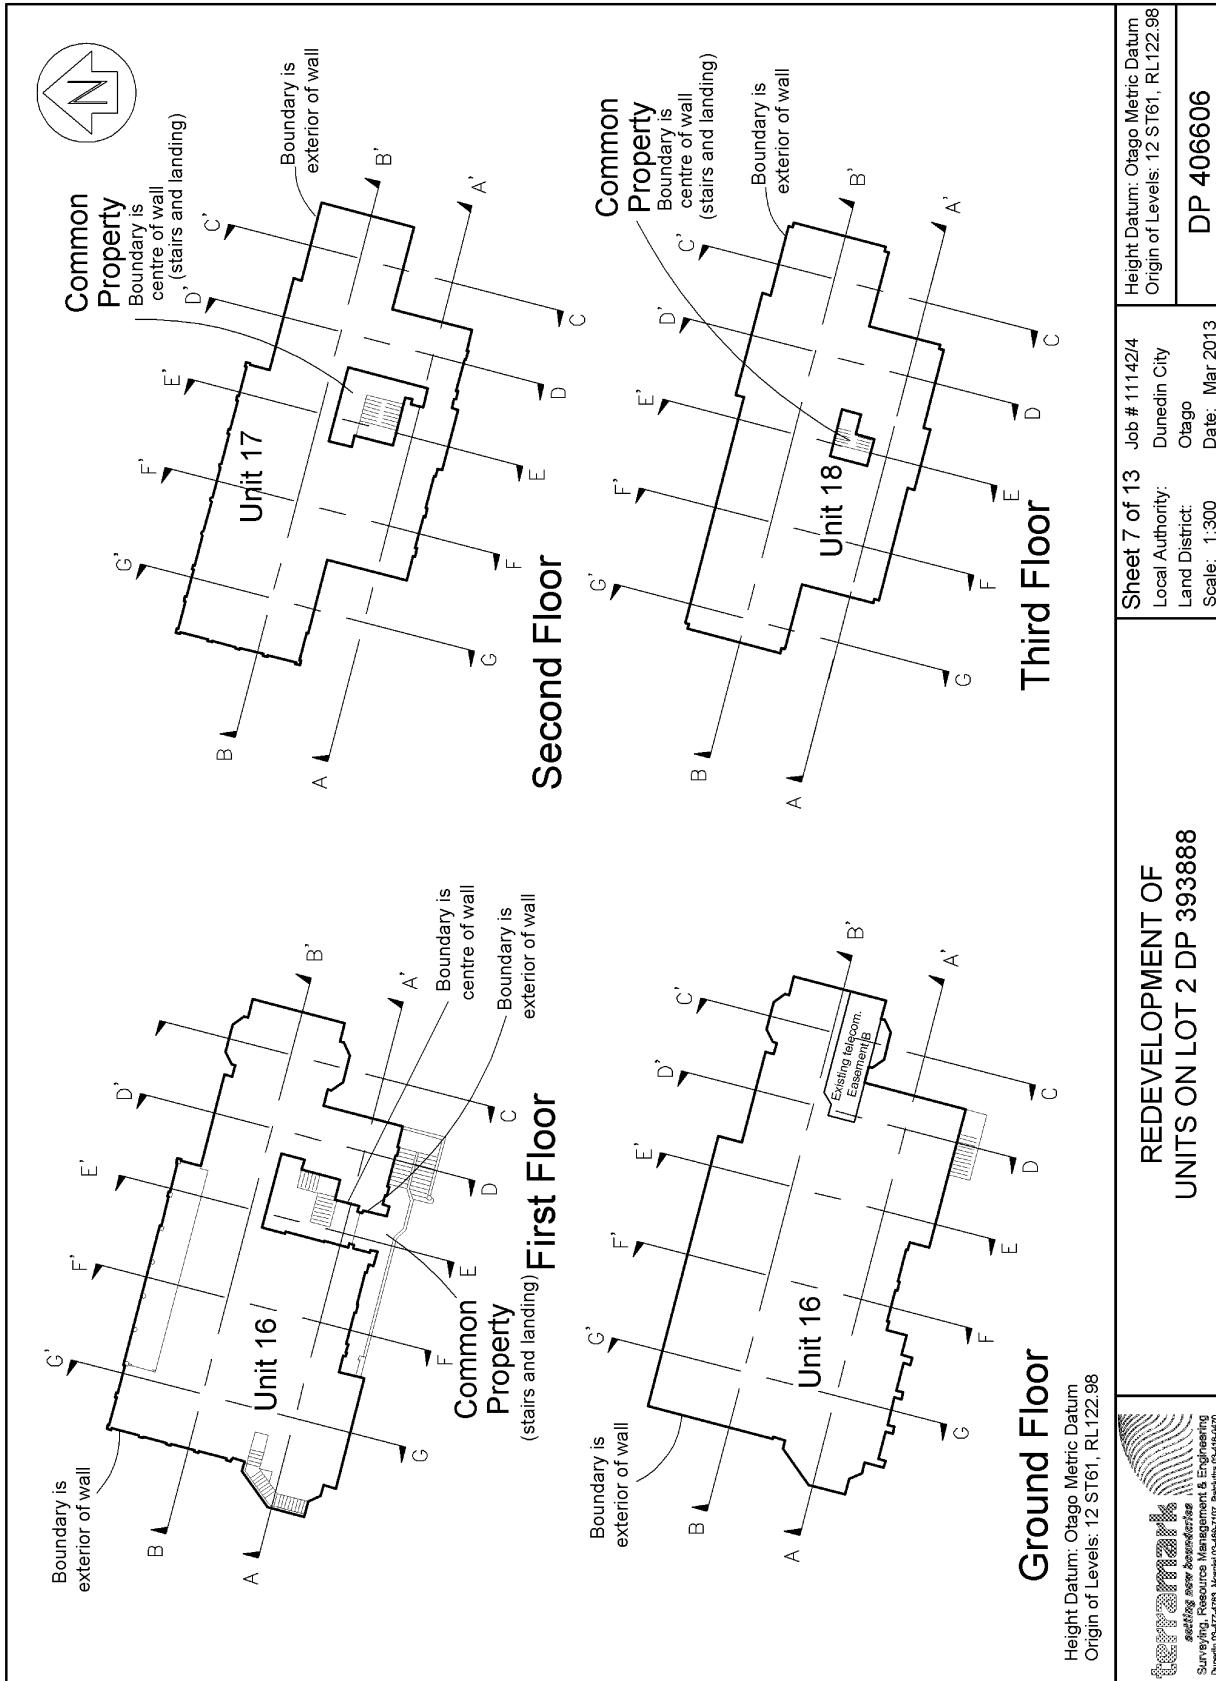 N
Boundary is
exterior of wall
G'
F'
E'
D'
B
A
Unit 16
B'
A'
G
F
E
D
C
Boundary is
centre of wall
Boundary is
exterior of wall
Common
Property
(stairs and landing)
First Floor
Common
Property
Boundary is
centre of wall
(stairs and landing)
Boundary is
exterior of wall
G'
F'
E'
D'
C'
B'
A'
Unit 17
B
A
G
F
E
D
C
Second Floor
Boundary is
exterior of wall
G'
F'
E'
D'
C'
B'
A'
Existing telecom.
Easement B
Unit 16
B
A
G
F
E
D
C
Ground Floor
Height Datum: Otago Metric Datum
Origin of Levels: 12 ST61, RL122.98
Common
Property
Boundary is
centre of wall
(stairs and landing)
Boundary is
exterior of wall
G'
F'
E'
D'
C'
B'
A'
Unit 18
B
A
G
F
E
D
C
Third Floor
terramark
setting new boundaries
Surveying, Resource Management & Engineering
REDEVELOPMENT OF
UNITS ON LOT 2 DP 393888
Sheet 7 of 13 Job # 11142/4
Local Authority: Dunedin City
Land District: Otago
Scale: 1:300 Date: Mar 2013
Height Datum: Otago Metric Datum
Origin of Levels: 12 ST61, RL122.98
DP 406606